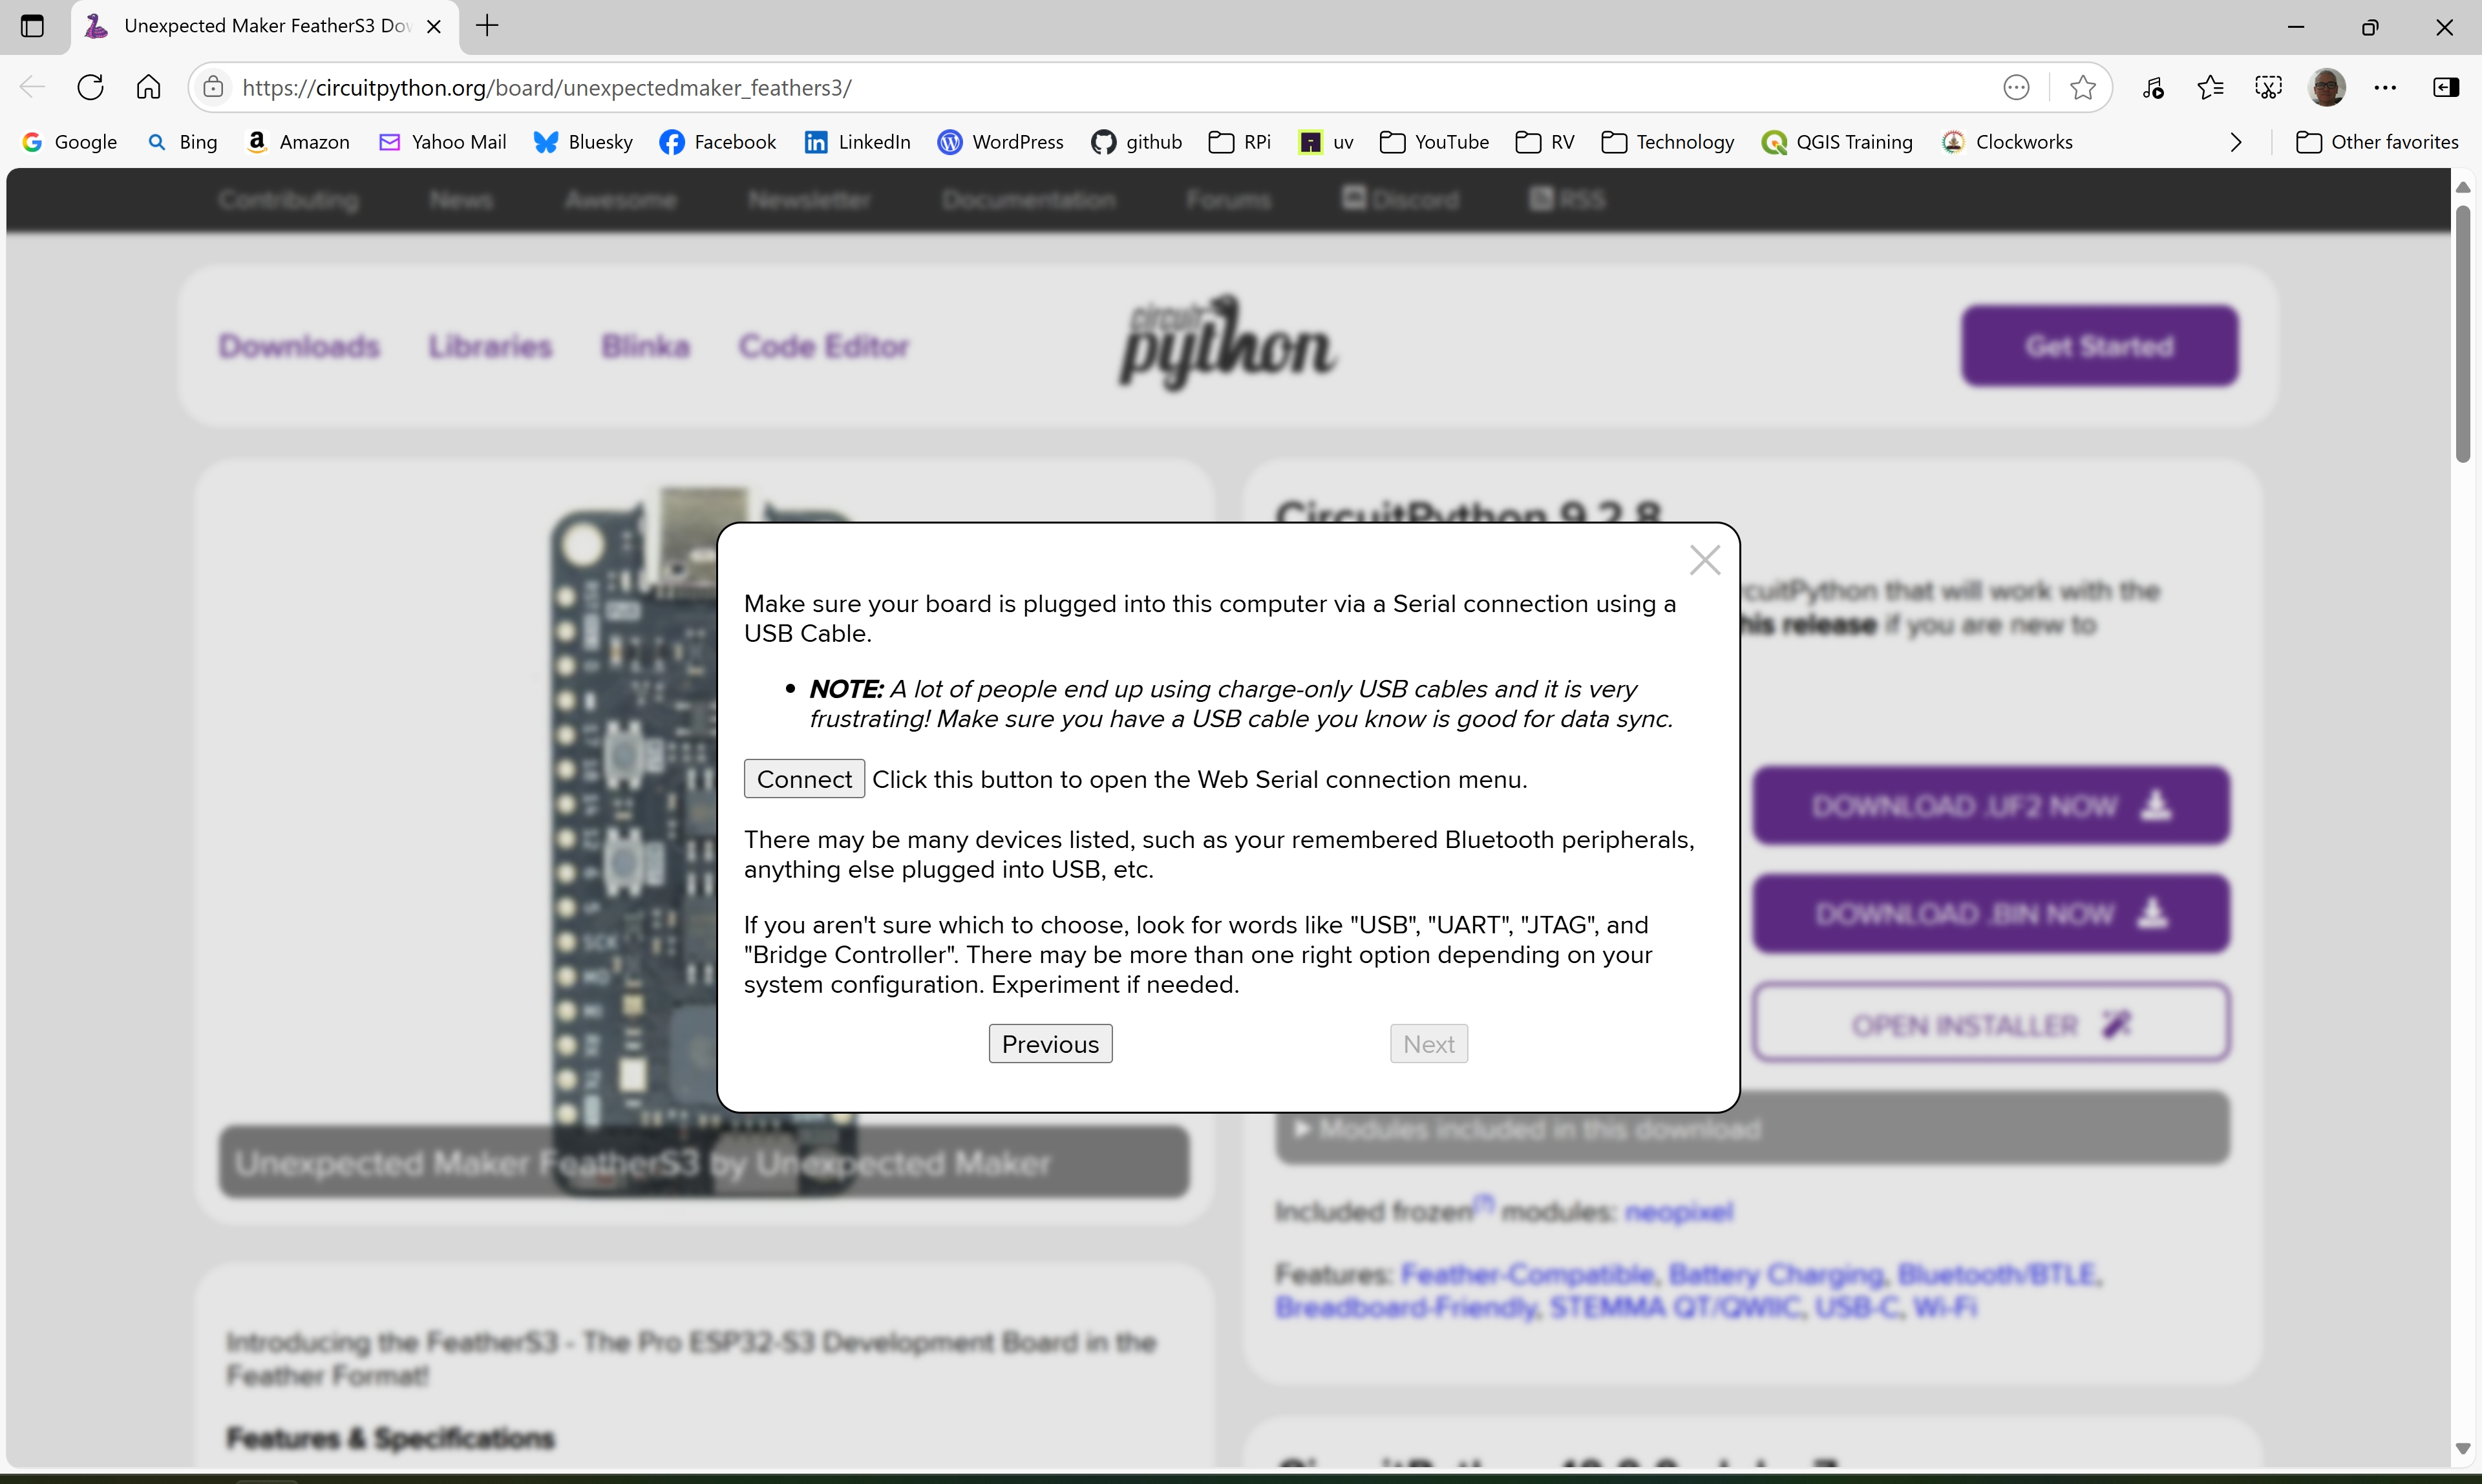 Unexpected Maker FeatherS3 Dov
https://circuitpython.org/board/unexpectedmaker_feathers3/
Google
Bing
Amazon
Yahoo Mail
Bluesky
Facebook
LinkedIn
WordPress
github
RPi
uv
YouTube
RV
Technology
QGIS Training
Clockworks
Other favorites
Contributing
News
Awesome
Newsletter
Documentation
Forums
Discord
RSS
Downloads
Libraries
Blinka
Code Editor
circuit
python
Get Started
CircuitPython 9.2.8
rcuitPython that will work with the
his release if you are new to
Make sure your board is plugged into this computer via a Serial connection using a
USB Cable.
NOTE: A lot of people end up using charge-only USB cables and it is very
frustrating! Make sure you have a USB cable you know is good for data sync.
Connect Click this button to open the Web Serial connection menu.
There may be many devices listed, such as your remembered Bluetooth peripherals,
anything else plugged into USB, etc.
If you aren't sure which to choose, look for words like "USB", "UART", "JTAG", and
"Bridge Controller". There may be more than one right option depending on your
system configuration. Experiment if needed.
Previous
Next
DOWNLOAD .UF2 NOW
DOWNLOAD .BIN NOW
OPEN INSTALLER
Modules included in this download
Unexpected Maker FeatherS3 by Unexpected Maker
Included frozen(?) modules: neopixel
Features: Feather-Compatible, Battery Charging, Bluetooth/BTLE,
Breadboard-Friendly, STEMMA QT/QWIIC, USB-C, Wi-Fi
Introducing the FeatherS3 - The Pro ESP32-S3 Development Board in the
Feather Format!
Features & Specifications